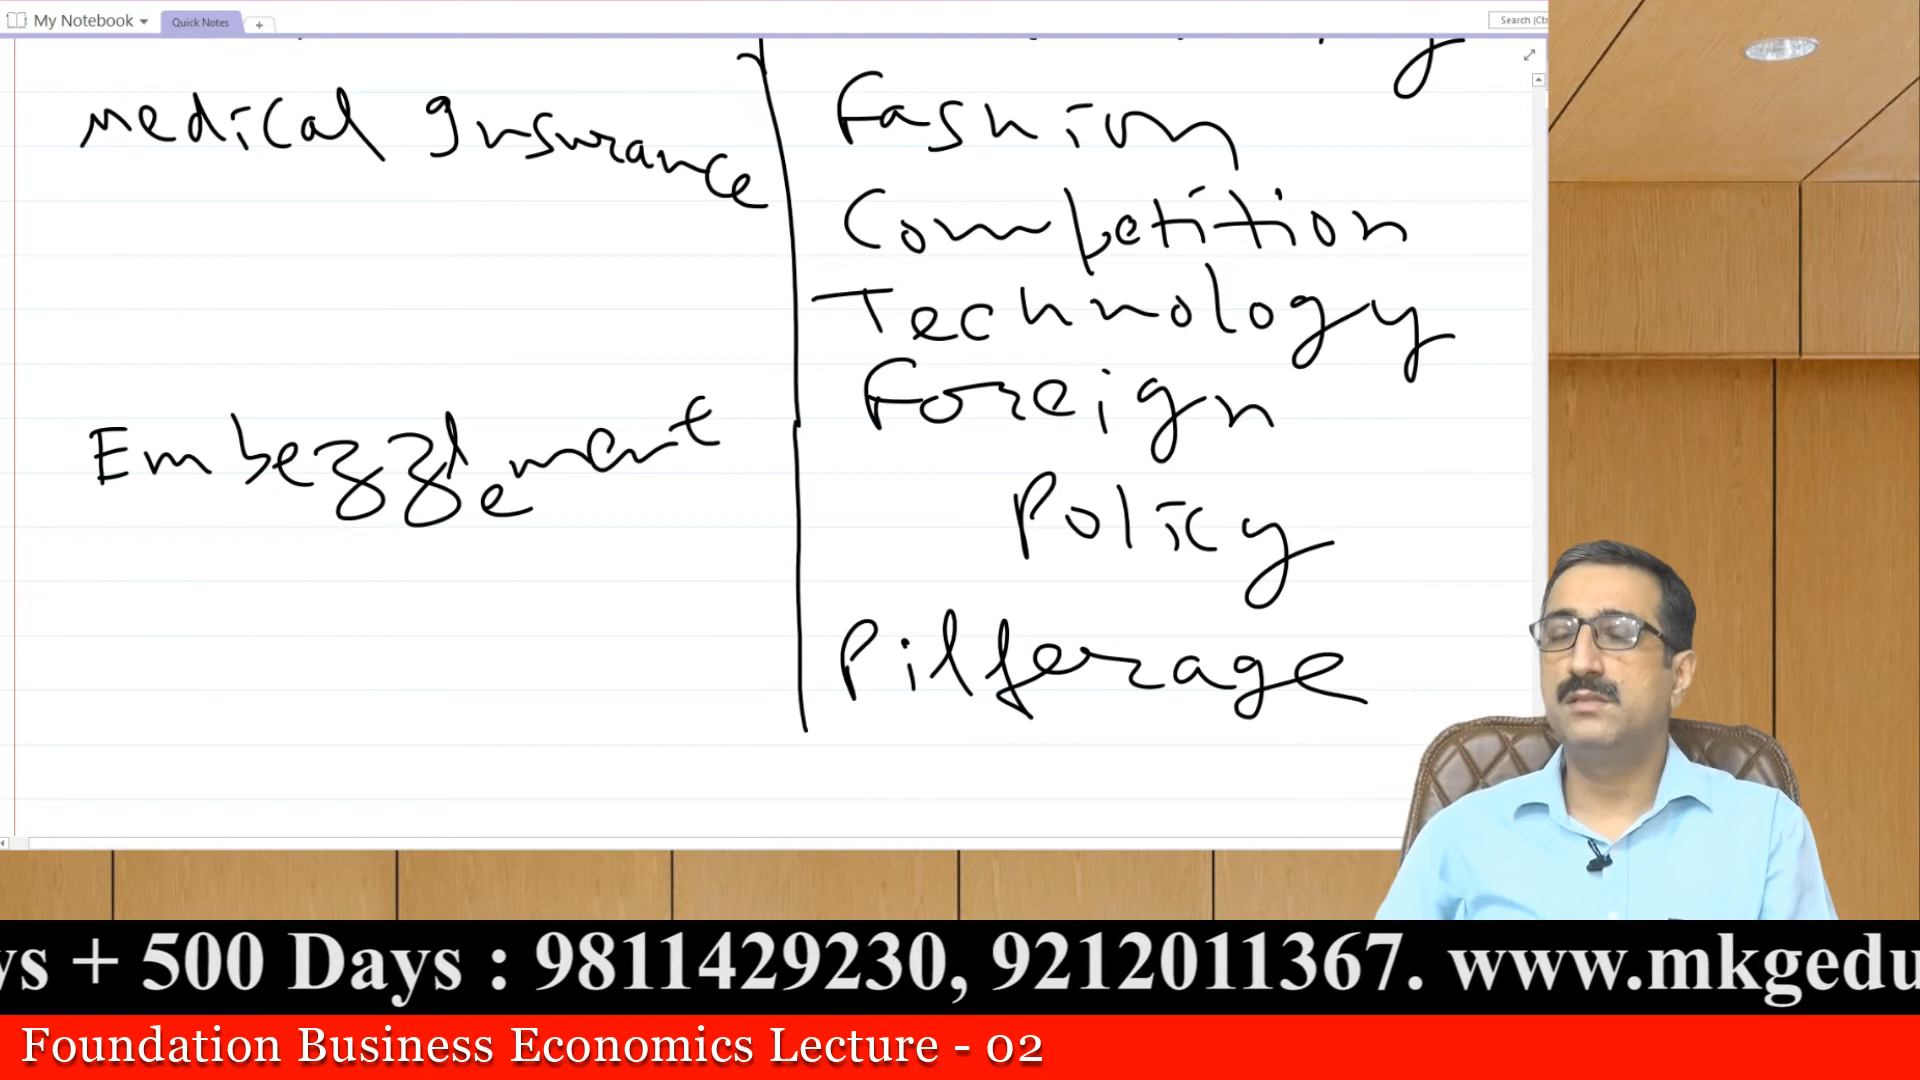 My Notebook
Quick Notes
Search (Ctr
Medical Insurance
Embezzlement
Fashion
Competition
Technology
Foreign
Policy
Pilferage
ys + 500 Days : 9811429230, 9212011367. www.mkgedu
Foundation Business Economics Lecture - 02